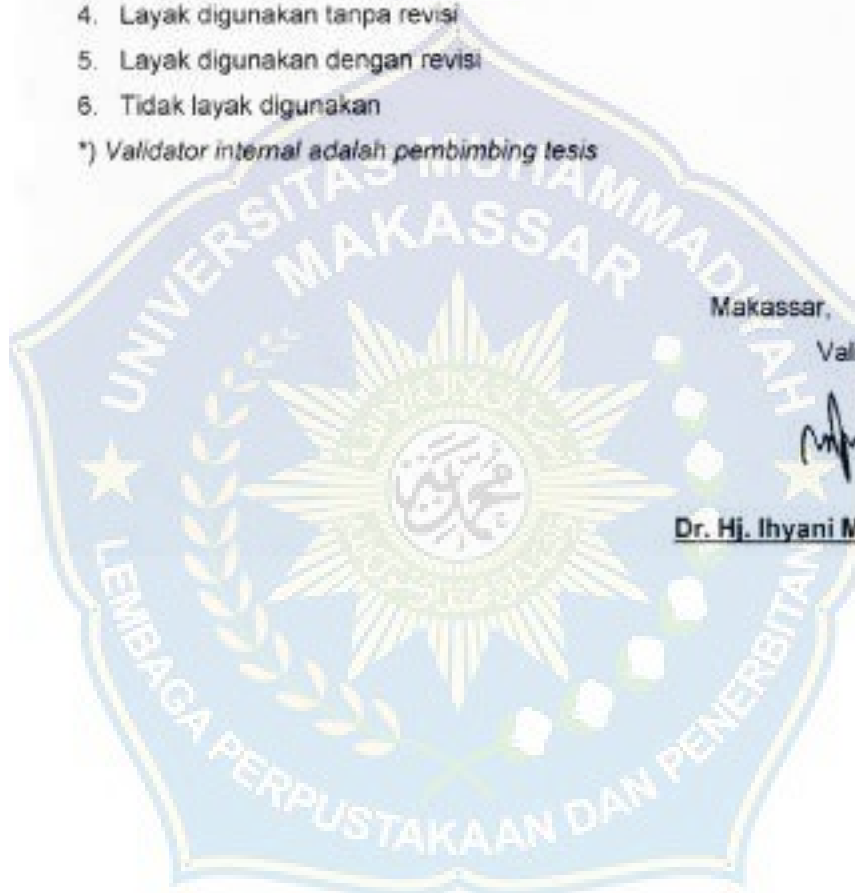 4. Layak digunakan tanpa revisi
5. Layak digunakan dengan revisi
6. Tidak layak digunakan
*) Validator internal adalah pembimbing tesis
UNIVERSITAS MUHAMMADIYAH
MAKASSAR
Makassar,
Val
Dr. Hj. Ihyani M
LEMBAGA PERPUSTAKAAN DAN PENERBITAN